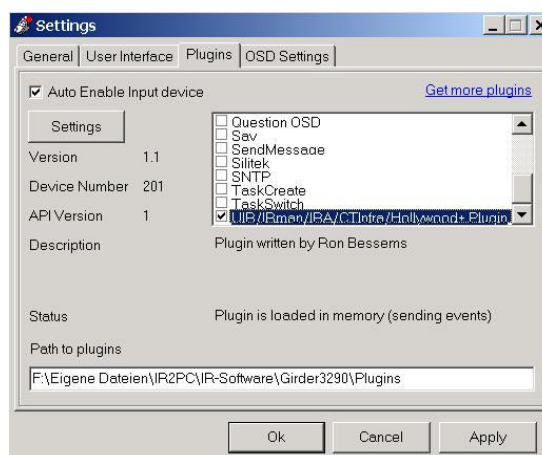 Settings
General User Interface Plugins OSD Settings
Auto Enable Input device
Get more plugins
Settings
Question OSD
Say
SendMessage
Silitek
SNTP
TaskCreate
TaskSwitch
UIR/IRman/IRA/CTInfra/Hollywood+ Plugin
Version 1.1
Device Number 201
API Version 1
Description Plugin written by Ron Bessems
Status Plugin is loaded in memory (sending events)
Path to plugins
F:\Eigene Dateien\IR2PC\IR-Software\Girder3290\Plugins
Ok Cancel Apply